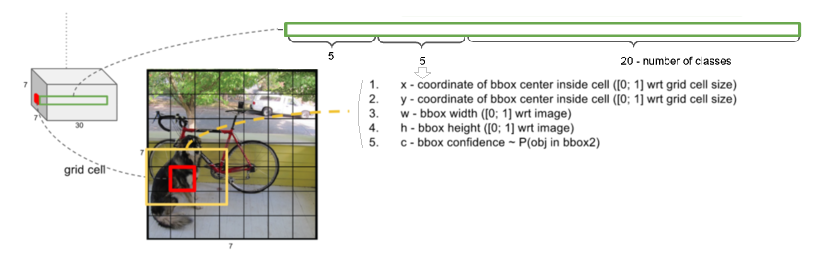 5
5
20 - number of classes
1. x - coordinate of bbox center inside cell ([0; 1] wrt grid cell size)
2. y - coordinate of bbox center inside cell ([0; 1] wrt grid cell size)
3. w - bbox width ([0; 1] wrt image)
4. h - bbox height ([0; 1] wrt image)
5. c - bbox confidence ~ P(obj in bbox2)
7
7
30
7
grid cell
7